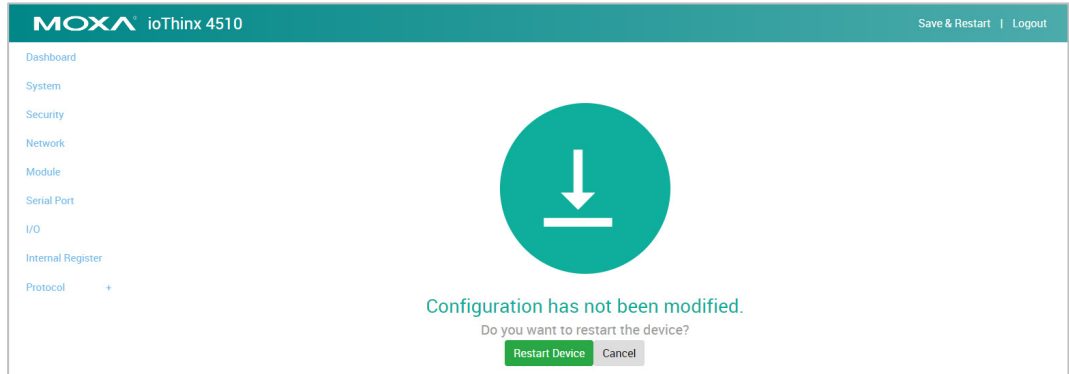 MOXA ioThinx 4510
Save & Restart | Logout
Dashboard
System
Security
Network
Module
Serial Port
I/O
Internal Register
Protocol +
Configuration has not been modified.
Do you want to restart the device?
Restart Device Cancel